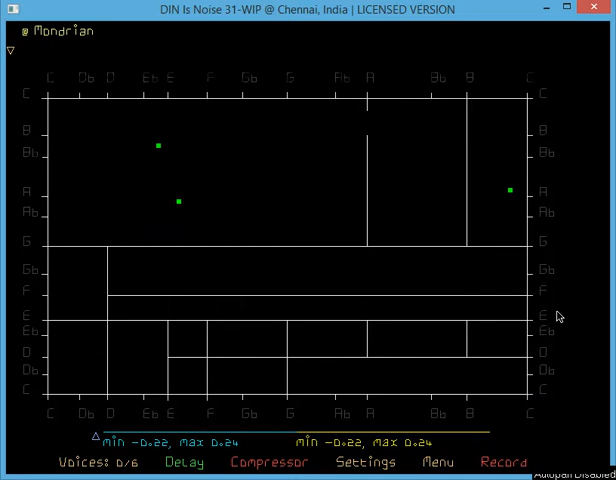 DIN Is Noise 31-WIP @ Chennai, India | LICENSED VERSION
@ Mondrian
C Db D Eb E F Gb G Ab A Bb B C
C C
B B
Bb Bb
A A
Ab Ab
G G
Gb Gb
F F
E E
Eb Eb
D D
Db Db
C C
C Db D Eb E F Gb G Ab A Bb B C
min -0.22, max 0.24 min -0.22, max 0.24
Voices: 0/6 Delay Compressor Settings Menu Record
Autopan Disabled